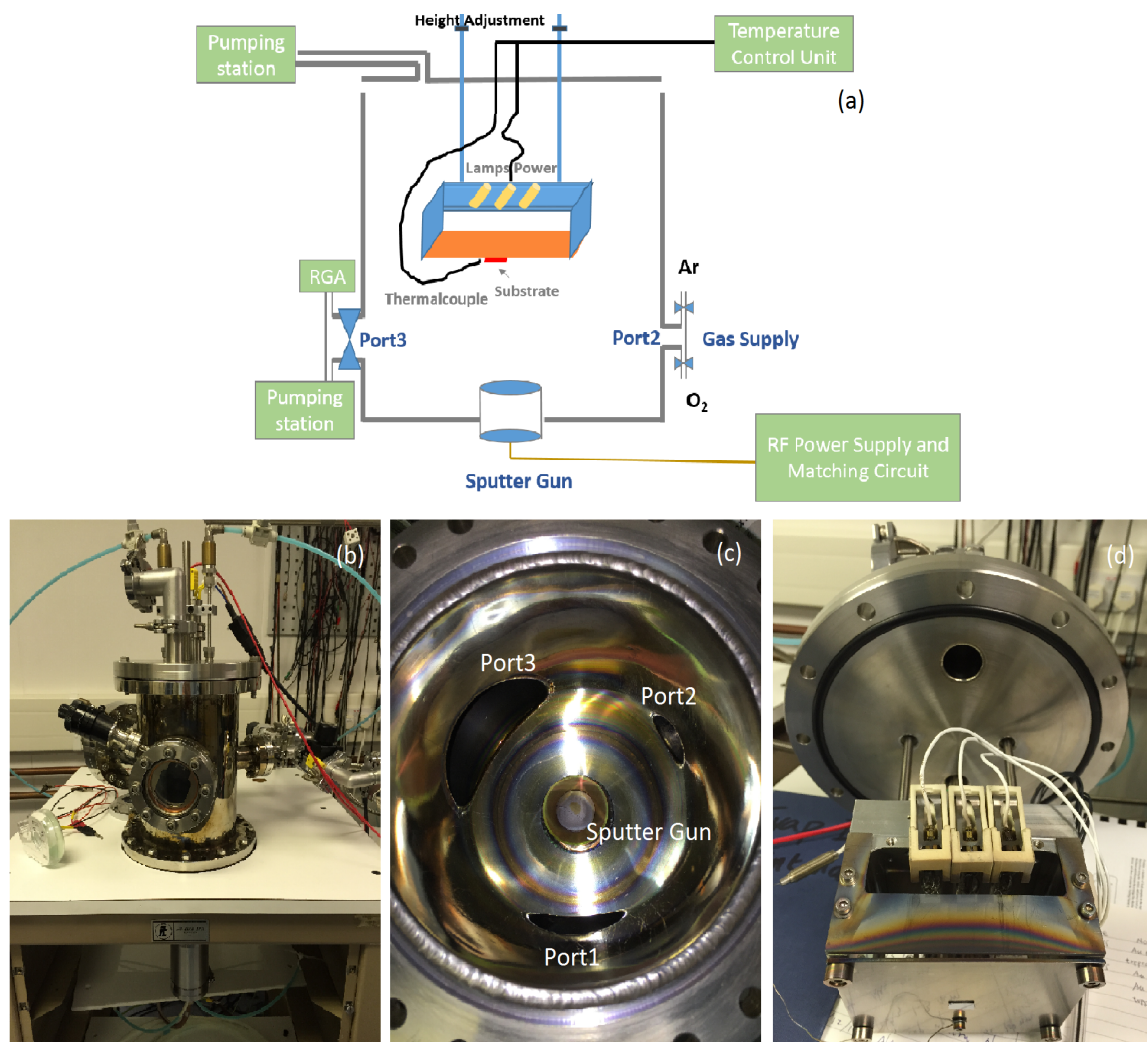 Height Adjustment
Pumping
station
Temperature
Control Unit
(a)
Lamps Power
Ar
RGA
Substrate
Thermalcouple
Port3
Port2
Gas Supply
Pumping
station
O₂
RF Power Supply and
Matching Circuit
Sputter Gun
(b)
(c)
(d)
Port3
Port2
Sputter Gun
Port1